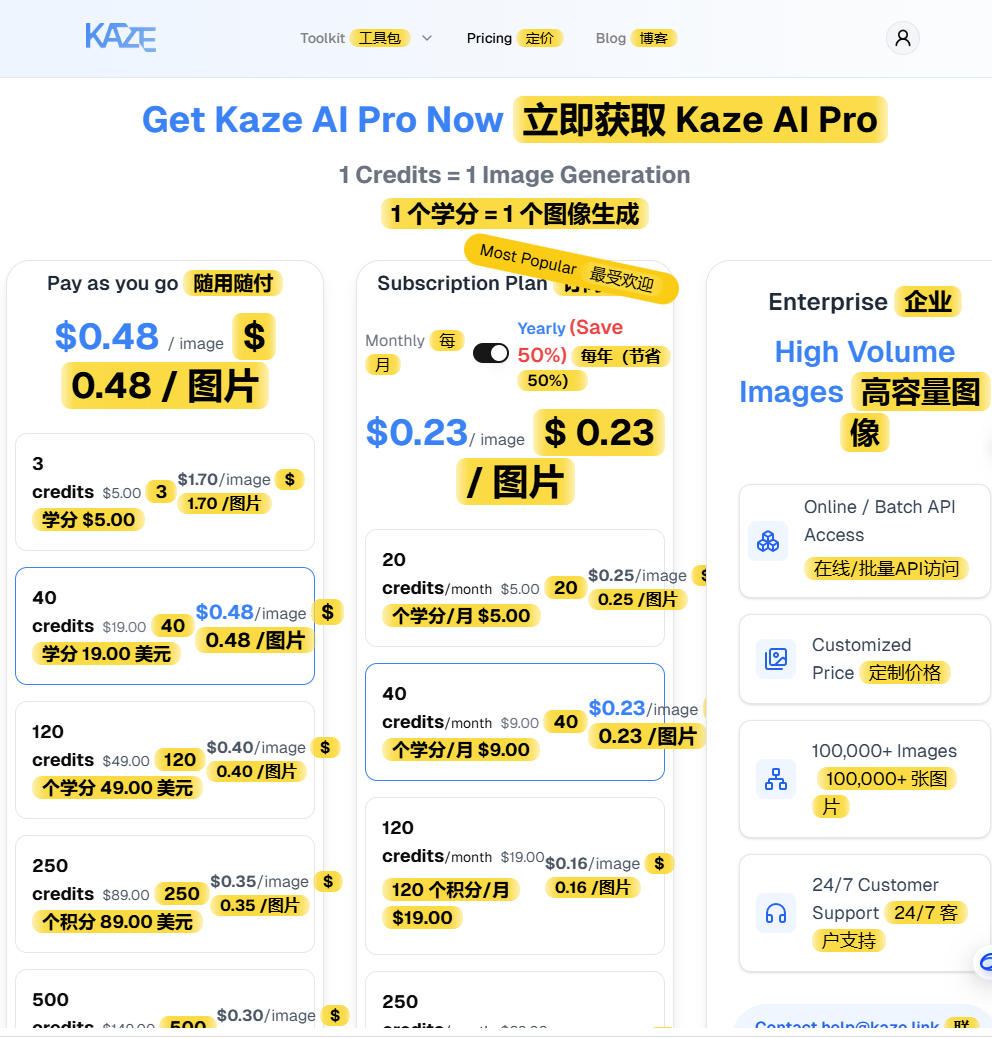 KAZE
Toolkit 工具包
Pricing 定价
Blog 博客
Get Kaze AI Pro Now 立即获取 Kaze AI Pro
1 Credits = 1 Image Generation
1 个学分 = 1 个图像生成
Most Popular 最受欢迎
Pay as you go 随用随付
$0.48 / image $
0.48 / 图片
3
credits $5.00 3
学分 $5.00
$1.70/image $
1.70 /图片
40
credits $19.00 40
学分 19.00 美元
$0.48/image $
0.48 /图片
120
credits $49.00 120
个学分 49.00 美元
$0.40/image $
0.40 /图片
250
credits $89.00 250
个积分 89.00 美元
$0.35/image $
0.35 /图片
500
credits $149.00 500
$0.30/image $
Subscription Plan
Monthly 每
月
Yearly (Save
50%) 每年（节省
50%)
$0.23/ image $ 0.23
/ 图片
20
credits/month $5.00 20
个学分/月 $5.00
$0.25/image $
0.25 /图片
40
credits/month $9.00 40
个学分/月 $9.00
$0.23/image
0.23 /图片
120
credits/month $19.00
120 个积分/月
$19.00
$0.16/image $
0.16 /图片
250
credits/month
Enterprise 企业
High Volume
Images 高容量图
像
Online / Batch API
Access
在线/批量API访问
Customized
Price 定制价格
100,000+ Images
100,000+ 张图
片
24/7 Customer
Support 24/7 客
户支持
Contact help@kaze.link 联